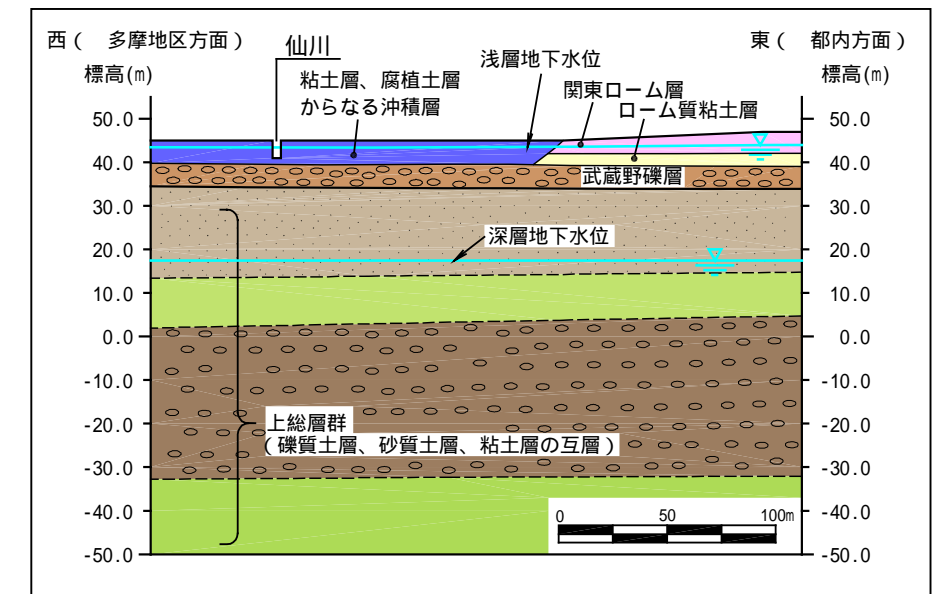 西(　多摩地区方面)
仙川
東(　都内方面)
標高(m)
粘土層、腐植土層
からなる沖積層
浅層地下水位
関東ローム層
ローム質粘土層
標高(m)
50.0
40.0
30.0
20.0
10.0
0.0
-10.0
-20.0
-30.0
-40.0
-50.0
武蔵野礫層
深層地下水位
上総層群
(礫質土層、砂質土層、粘土層の互層)
0 50 100m
50.0
40.0
30.0
20.0
10.0
0.0
-10.0
-20.0
-30.0
-40.0
-50.0